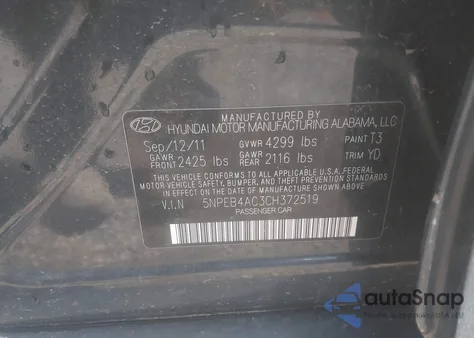 MANUFACTURED BY
HYUNDAI MOTOR MANUFACTURING ALABAMA, LLC
Sep/12/11 GVWR 4299 lbs PAINT T3
GAWR FRONT 2425 lbs GAWR REAR 2116 lbs TRIM YD
THIS VEHICLE CONFORMS TO ALL APPLICABLE FEDERAL
MOTOR VEHICLE SAFETY, BUMPER, AND THEFT PREVENTION STANDARDS IN EFFECT ON THE
DATE OF MANUFACTURE SHOWN ABOVE.
V.I.N 5NPEB4AC3CH372519
PASSENGER CAR
autaSnap